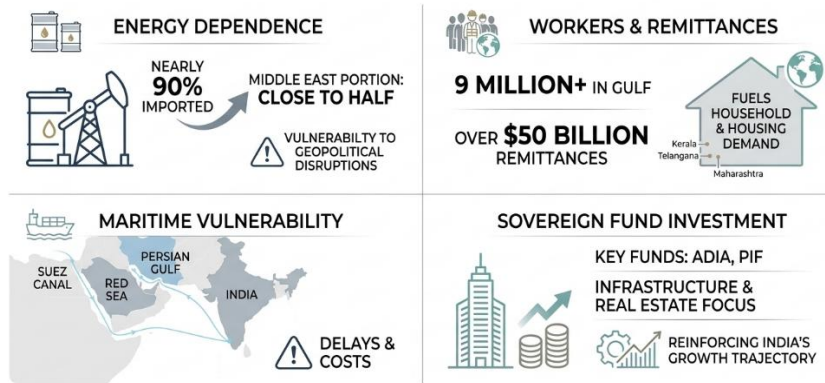 ENERGY DEPENDENCE
NEARLY
90%
IMPORTED
MIDDLE EAST PORTION:
CLOSE TO HALF
VULNERABILTY TO
GEOPOLITICAL
DISRUPTIONS
WORKERS & REMITTANCES
9 MILLION+ IN GULF
OVER $50 BILLION
REMITTANCES
FUELS
HOUSEHOLD
& HOUSING
DEMAND
Kerala
Telangana
Maharashtra
MARITIME VULNERABILITY
SUEZ
CANAL
RED
SEA
PERSIAN
GULF
INDIA
DELAYS &
COSTS
SOVEREIGN FUND INVESTMENT
KEY FUNDS: ADIA, PIF
INFRASTRUCTURE &
REAL ESTATE FOCUS
REINFORCING INDIA'S
GROWTH TRAJECTORY